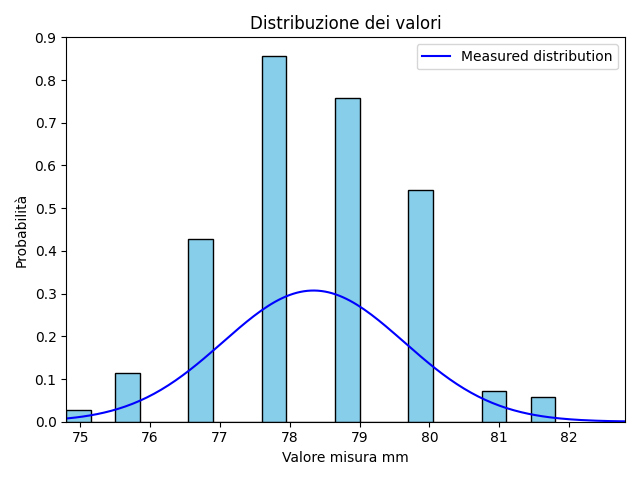 Distribuzione dei valori
Measured distribution
Probabilità
0.9
0.8
0.7
0.6
0.5
0.4
0.3
0.2
0.1
0.0
75 76 77 78 79 80 81 82
Valore misura mm